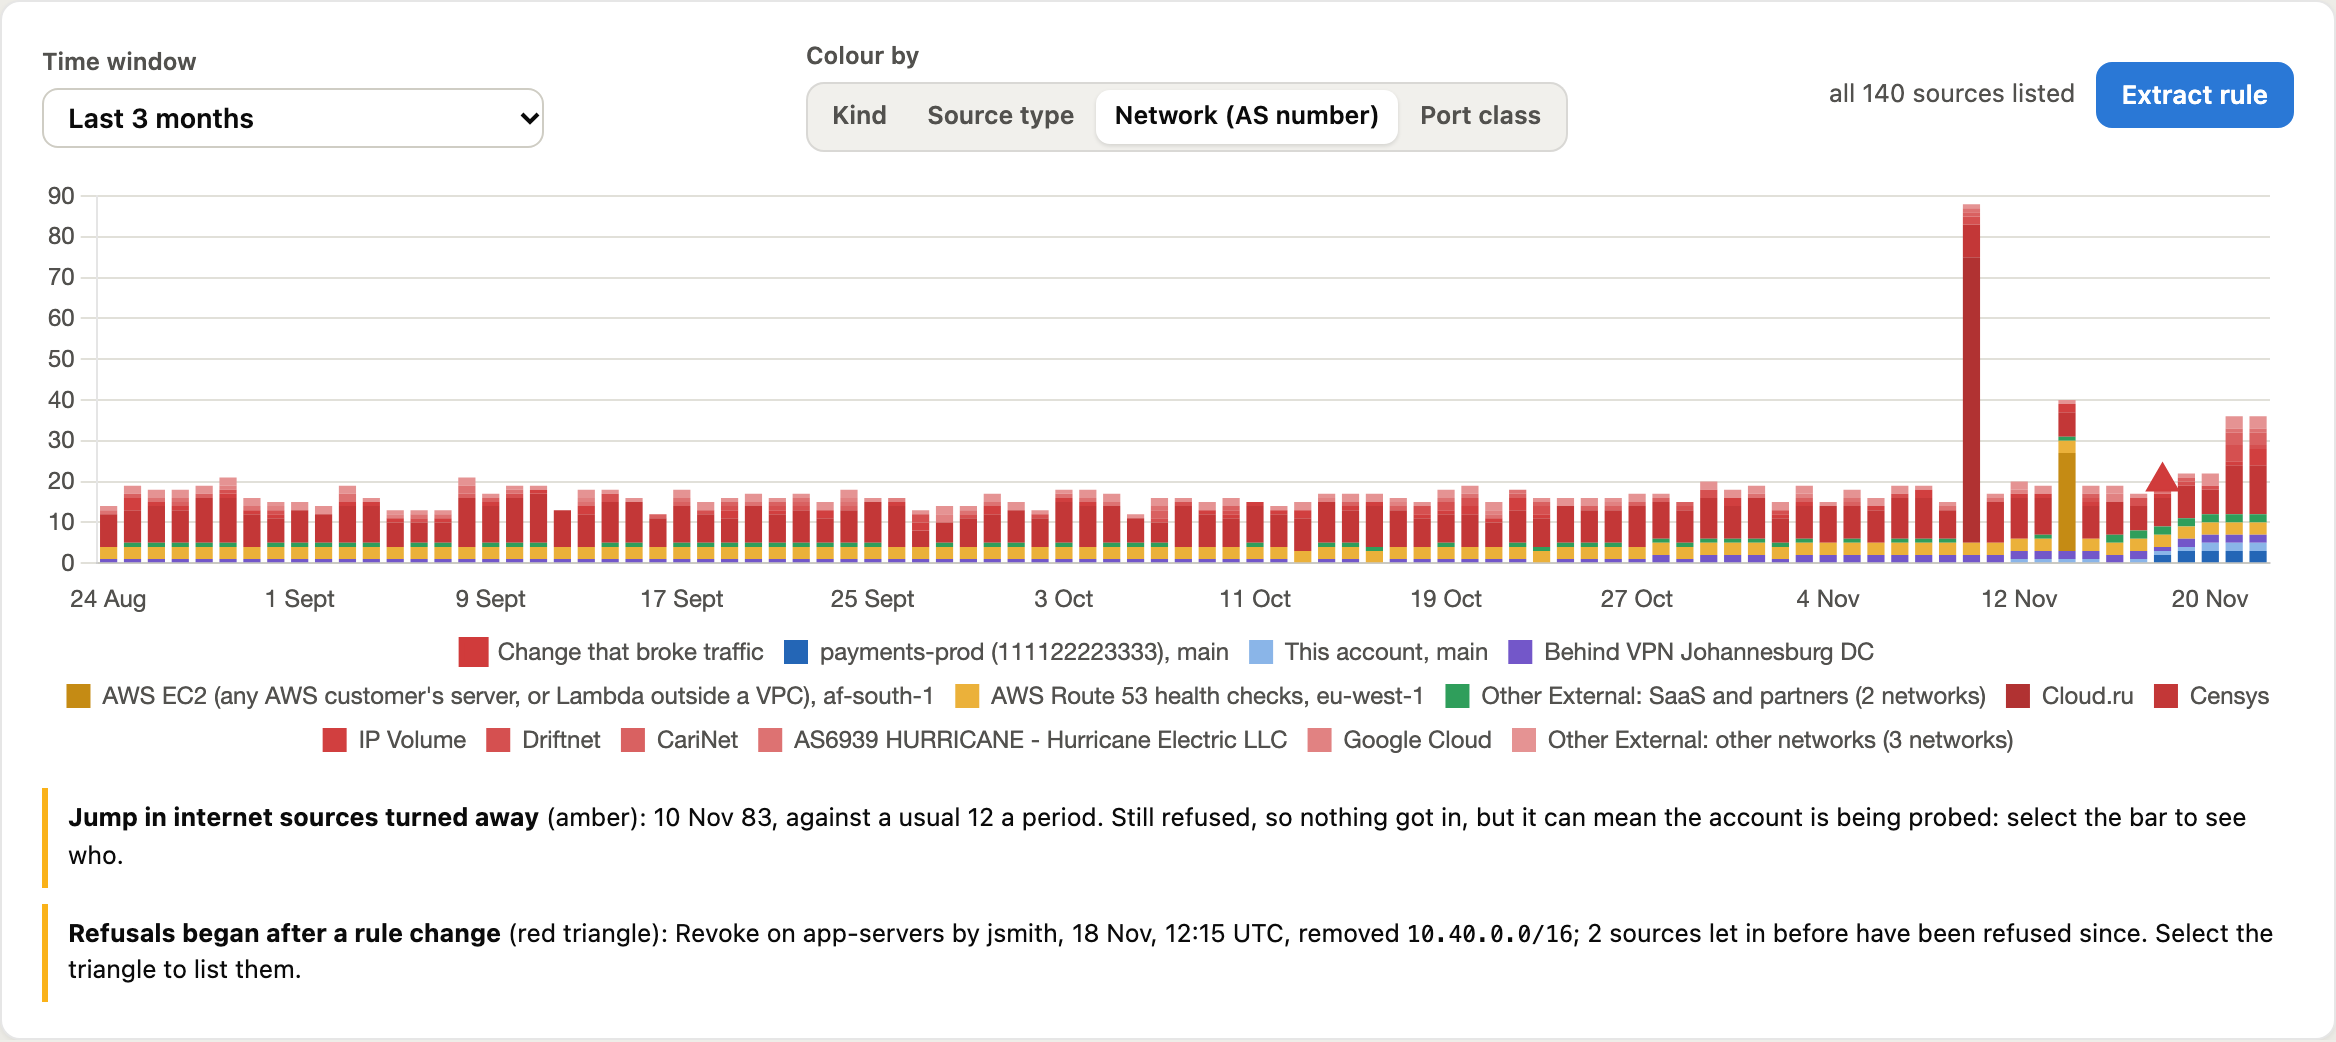 Time window
Last 3 months
Colour by
Kind Source type Network (AS number) Port class
all 140 sources listed
Extract rule
90
80
70
60
50
40
30
20
10
0
24 Aug 1 Sept 9 Sept 17 Sept 25 Sept 3 Oct 11 Oct 19 Oct 27 Oct 4 Nov 12 Nov 20 Nov
Change that broke traffic payments-prod (111122223333), main This account, main Behind VPN Johannesburg DC
AWS EC2 (any AWS customer's server, or Lambda outside a VPC), af-south-1 AWS Route 53 health checks, eu-west-1 Other External: SaaS and partners (2 networks) Cloud.ru Censys
IP Volume Driftnet CariNet AS6939 HURRICANE - Hurricane Electric LLC Google Cloud Other External: other networks (3 networks)
Jump in internet sources turned away (amber): 10 Nov 83, against a usual 12 a period. Still refused, so nothing got in, but it can mean the account is being probed: select the bar to see
who.
Refusals began after a rule change (red triangle): Revoke on app-servers by jsmith, 18 Nov, 12:15 UTC, removed 10.40.0.0/16; 2 sources let in before have been refused since. Select the
triangle to list them.